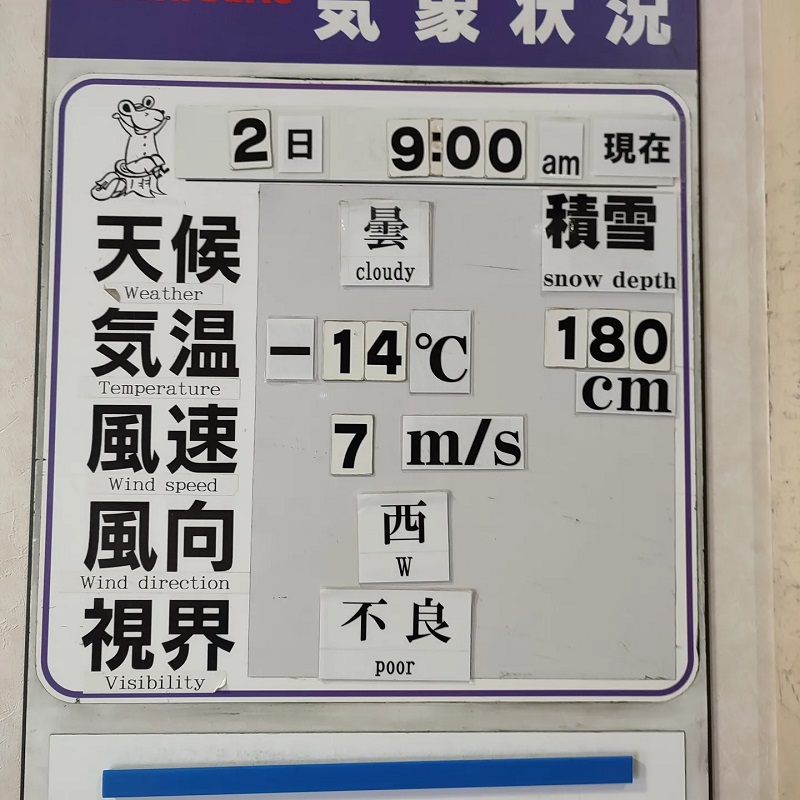 気象状況
2日 9:00 am 現在
天候 曇 積雪
Weather cloudy snow depth
気温 -14℃ 180
Temperature cm
風速 7 m/s
Wind speed
風向 西
Wind direction W
視界 不良
Visibility poor